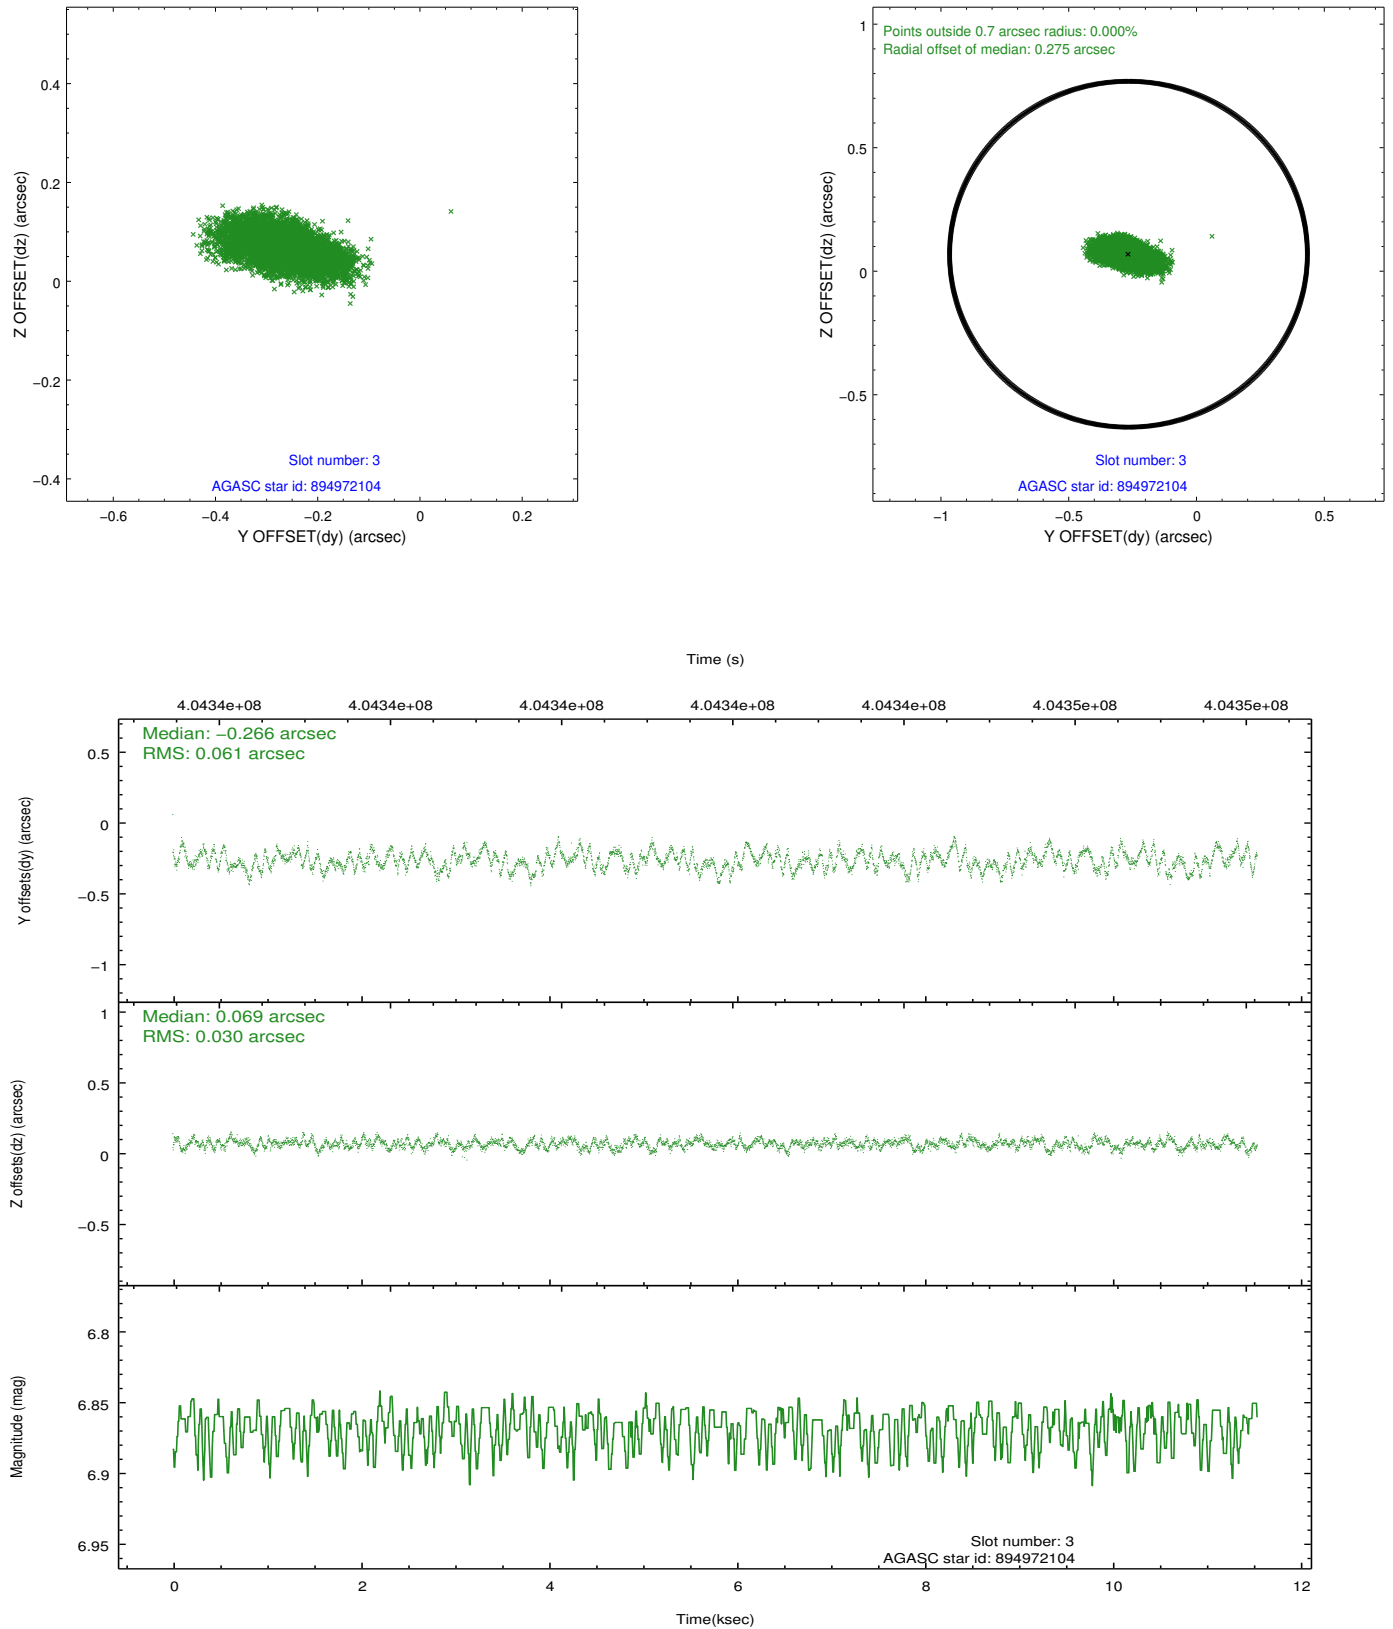 0.4
0.2
0
−0.2
−0.4
Z OFFSET(dz) (arcsec)
Slot number: 3
AGASC star id: 894972104
−0.6 −0.4 −0.2 0 0.2
Y OFFSET(dy) (arcsec)
Points outside 0.7 arcsec radius: 0.000%
Radial offset of median: 0.275 arcsec
1
0.5
0
−0.5
Z OFFSET(dz) (arcsec)
Slot number: 3
AGASC star id: 894972104
−1 −0.5 0 0.5
Y OFFSET(dy) (arcsec)
Time (s)
4.0434e+08 4.0434e+08 4.0434e+08 4.0434e+08 4.0434e+08 4.0435e+08 4.0435e+08
Median: −0.266 arcsec
RMS: 0.061 arcsec
0.5
0
−0.5
−1
Y offsets(dy) (arcsec)
Median: 0.069 arcsec
RMS: 0.030 arcsec
1
0.5
0
−0.5
Z offsets(dz) (arcsec)
6.8
6.85
6.9
6.95
Magnitude (mag)
Slot number: 3
AGASC star id: 894972104
0 2 4 6 8 10 12
Time(ksec)